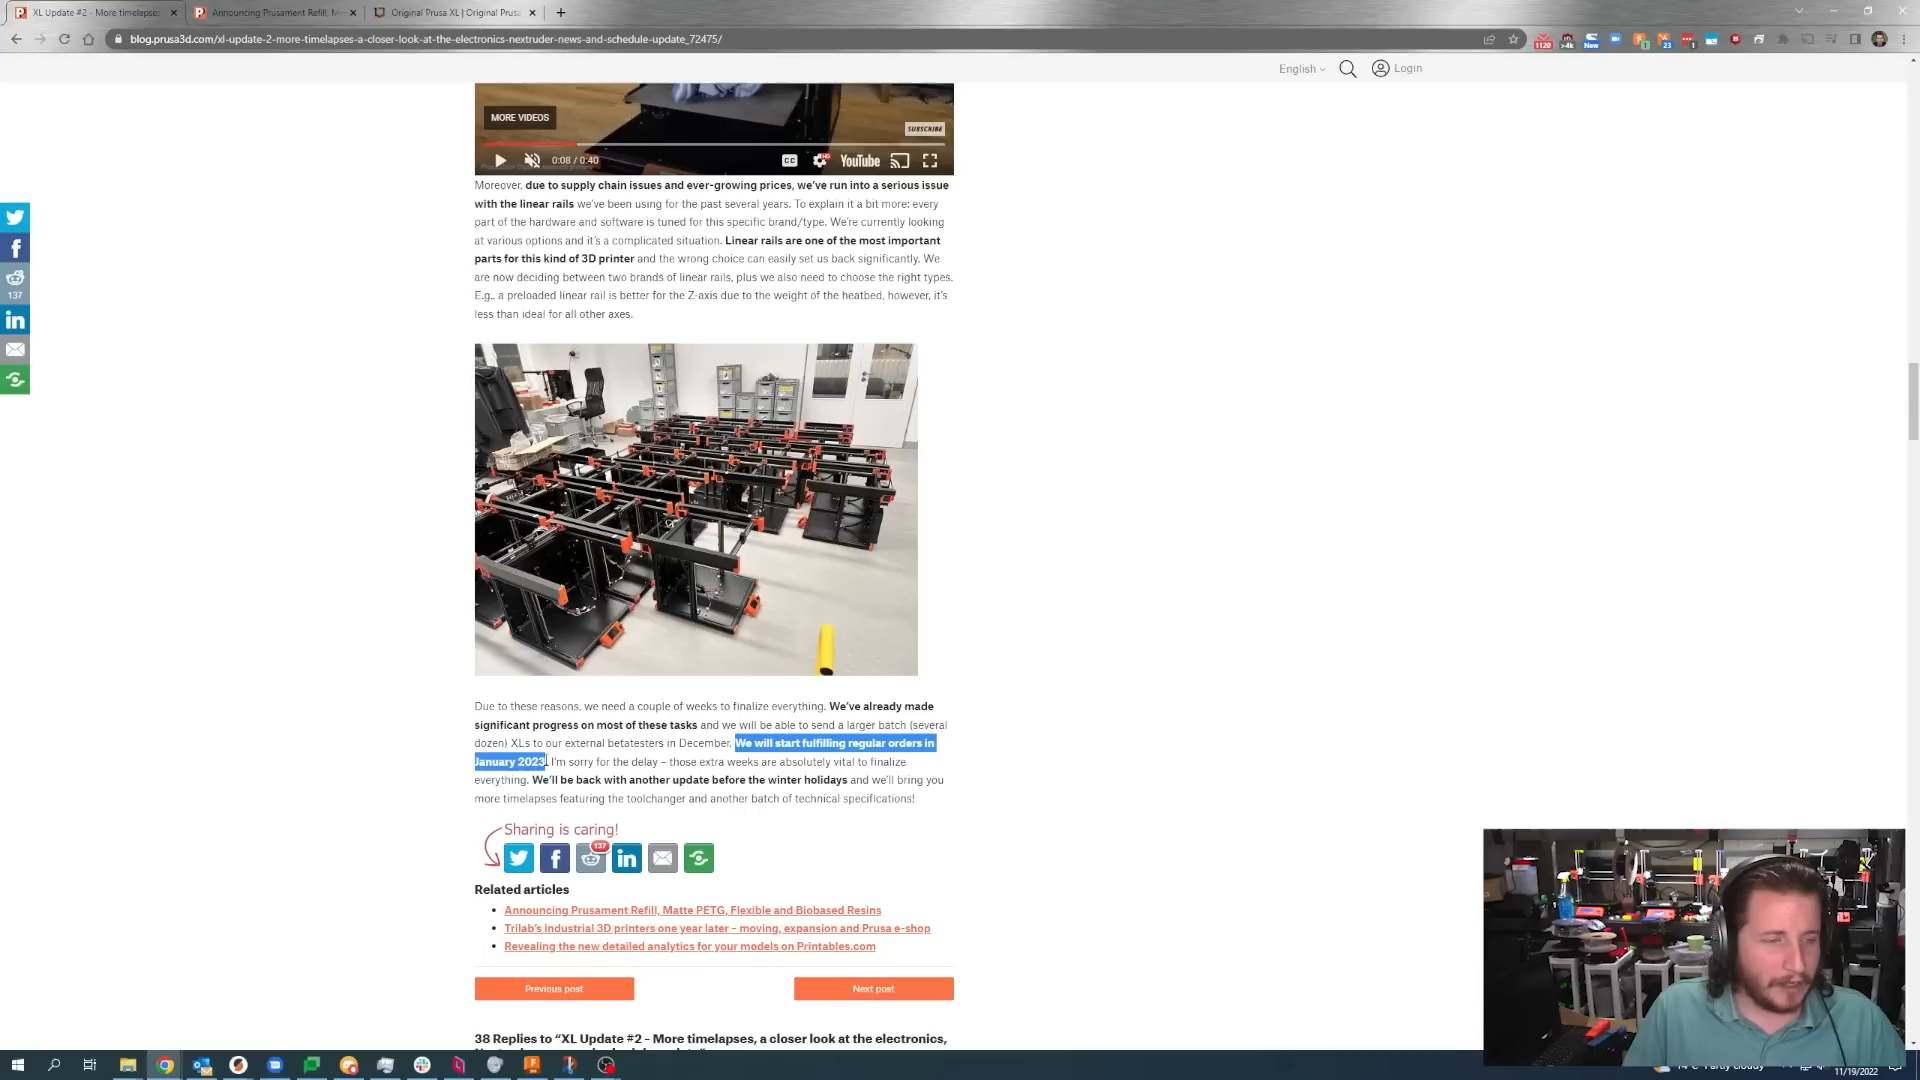 XL Update #2 - More timelapses
Announcing Prusament Refill, M
Original Prusa XL | Original Prusa
blog.prusa3d.com/xl-update-2-more-timelapses-a-closer-look-at-the-electronics-nextruder-news-and-schedule-update_72475/
English
Login
MORE VIDEOS
SUBSCRIBE
0:08 / 0:40
CC
YouTube
Moreover, due to supply chain issues and ever-growing prices, we've run into a serious issue
with the linear rails we've been using for the past several years. To explain it a bit more: every
part of the hardware and software is tuned for this specific brand/type. We're currently looking
at various options and it's a complicated situation. Linear rails are one of the most important
parts for this kind of 3D printer and the wrong choice can easily set us back significantly. We
are now deciding between two brands of linear rails, plus we also need to choose the right types.
E.g., a preloaded linear rail is better for the Z-axis due to the weight of the heatbed, however, it's
less than ideal for all other axes.
137
Due to these reasons, we need a couple of weeks to finalize everything. We've already made
significant progress on most of these tasks and we will be able to send a larger batch (several
dozen) XLs to our external betatesters in December. We will start fulfilling regular orders in
January 2023. I'm sorry for the delay – those extra weeks are absolutely vital to finalize
everything. We'll be back with another update before the winter holidays and we'll bring you
more timelapses featuring the toolchanger and another batch of technical specifications!
Sharing is caring!
137
Related articles
Announcing Prusament Refill, Matte PETG, Flexible and Biobased Resins
Trilab's industrial 3D printers one year later – moving, expansion and Prusa e-shop
Revealing the new detailed analytics for your models on Printables.com
Previous post
Next post
38 Replies to “XL Update #2 - More timelapses, a closer look at the electronics,
11/19/2022